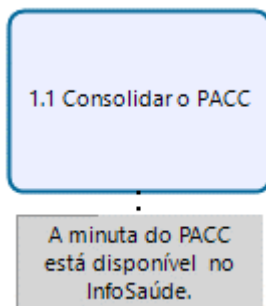 1.1 Consolidar o PACC
A minuta do PACC
está disponível no
InfoSaúde.